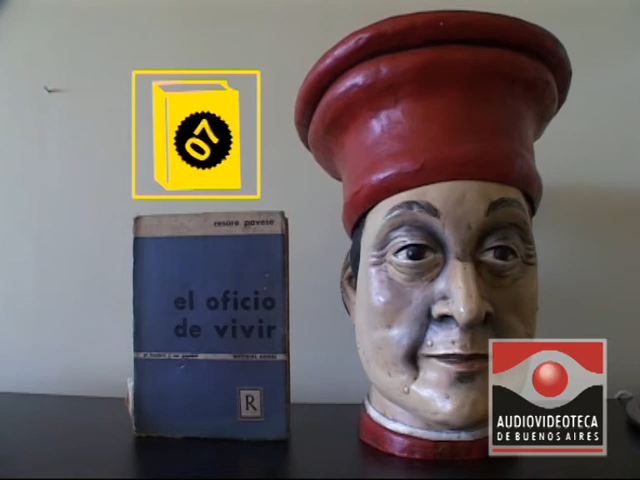 07
cesare pavese
el oficio
de vivir
R
AUDIOVIDEOTECA
DE BUENOS AIRES